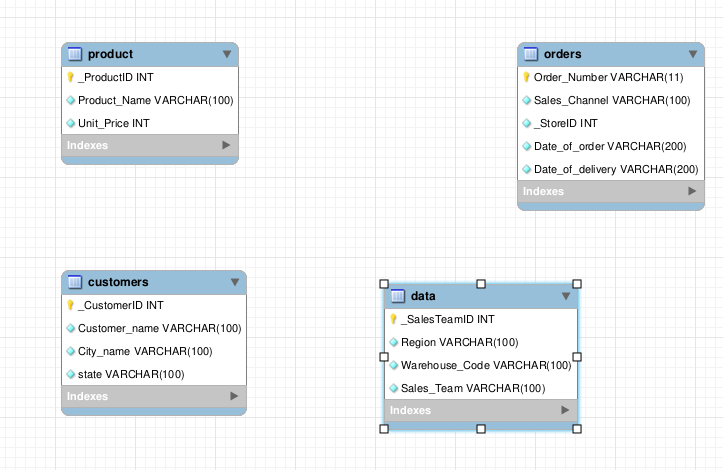 product
_ProductID INT
Product_Name VARCHAR(100)
Unit_Price INT
Indexes
orders
Order_Number VARCHAR(11)
Sales_Channel VARCHAR(100)
_StoreID INT
Date_of_order VARCHAR(200)
Date_of_delivery VARCHAR(200)
Indexes
customers
_CustomerID INT
Customer_name VARCHAR(100)
City_name VARCHAR(100)
state VARCHAR(100)
Indexes
data
_SalesTeamID INT
Region VARCHAR(100)
Warehouse_Code VARCHAR(100)
Sales_Team VARCHAR(100)
Indexes